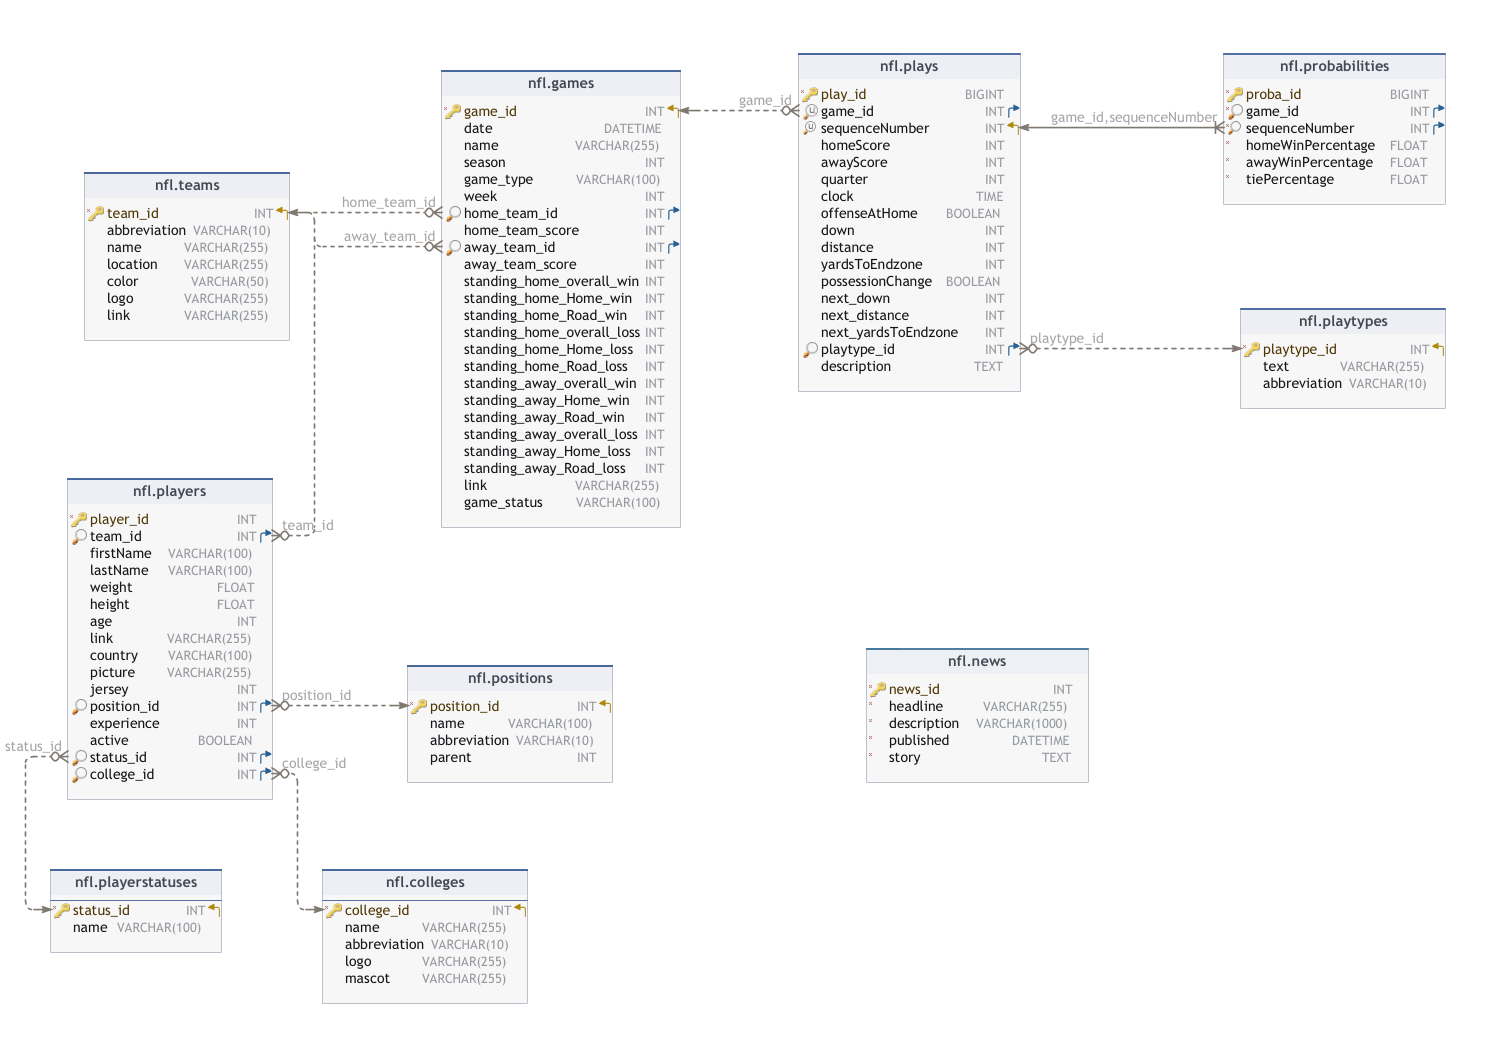 nfl.teams
team_id INT
abbreviation VARCHAR(10)
name VARCHAR(255)
location VARCHAR(255)
color VARCHAR(50)
logo VARCHAR(255)
link VARCHAR(255)
home_team_id
away_team_id
nfl.games
game_id INT
date DATETIME
name VARCHAR(255)
season INT
game_type VARCHAR(100)
week INT
home_team_id INT
home_team_score INT
away_team_id INT
away_team_score INT
standing_home_overall_win INT
standing_home_Home_win INT
standing_home_Road_win INT
standing_home_overall_loss INT
standing_home_Home_loss INT
standing_home_Road_loss INT
standing_away_overall_win INT
standing_away_Home_win INT
standing_away_Road_win INT
standing_away_overall_loss INT
standing_away_Home_loss INT
standing_away_Road_loss INT
link VARCHAR(255)
game_status VARCHAR(100)
game_id
nfl.plays
play_id BIGINT
game_id INT
sequenceNumber INT
homeScore INT
awayScore INT
quarter INT
clock TIME
offenseAtHome BOOLEAN
down INT
distance INT
yardsToEndzone INT
possessionChange BOOLEAN
next_down INT
next_distance INT
next_yardsToEndzone INT
playtype_id INT
description TEXT
game_id,sequenceNumber
nfl.probabilities
proba_id BIGINT
game_id INT
sequenceNumber INT
homeWinPercentage FLOAT
awayWinPercentage FLOAT
tiePercentage FLOAT
playtype_id
nfl.playtypes
playtype_id INT
text VARCHAR(255)
abbreviation VARCHAR(10)
nfl.players
player_id INT
team_id INT
firstName VARCHAR(100)
lastName VARCHAR(100)
weight FLOAT
height FLOAT
age INT
link VARCHAR(255)
country VARCHAR(100)
picture VARCHAR(255)
jersey INT
position_id INT
experience INT
active BOOLEAN
status_id INT
college_id INT
team_id
position_id
status_id
college_id
nfl.positions
position_id INT
name VARCHAR(100)
abbreviation VARCHAR(10)
parent INT
nfl.news
news_id INT
headline VARCHAR(255)
description VARCHAR(1000)
published DATETIME
story TEXT
nfl.playerstatuses
status_id INT
name VARCHAR(100)
nfl.colleges
college_id INT
name VARCHAR(255)
abbreviation VARCHAR(10)
logo VARCHAR(255)
mascot VARCHAR(255)